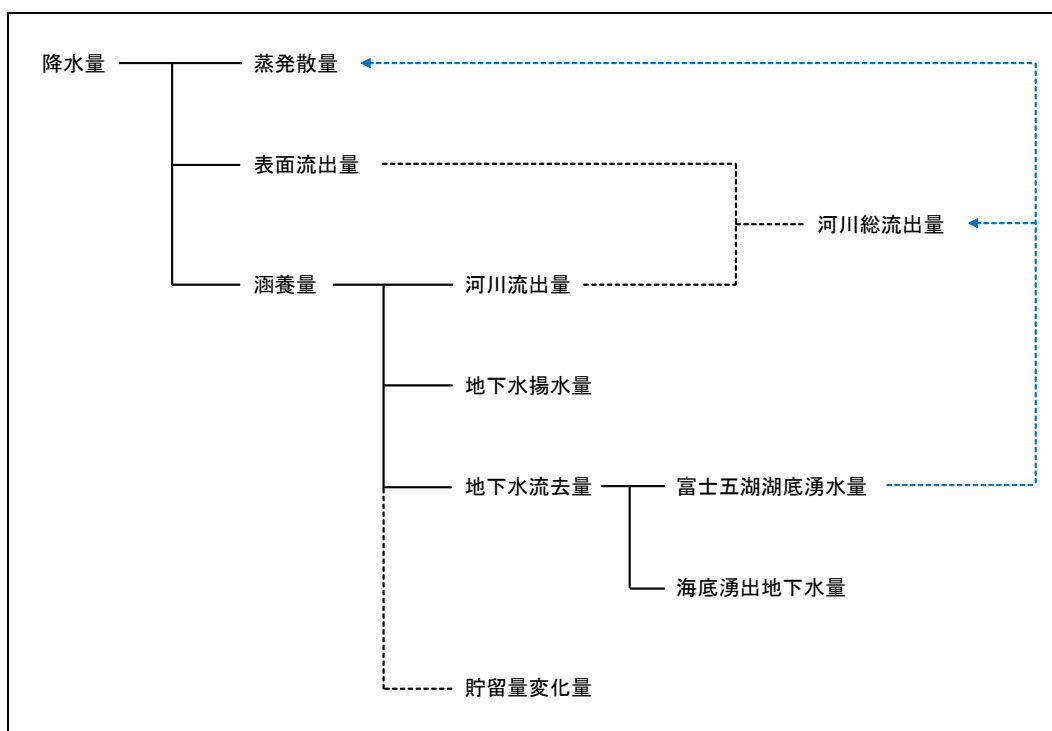 降水量
蒸発散量
表面流出量
河川総流出量
涵養量
河川流出量
地下水揚水量
地下水流去量
富士五湖湖底湧水量
海底湧出地下水量
貯留量変化量